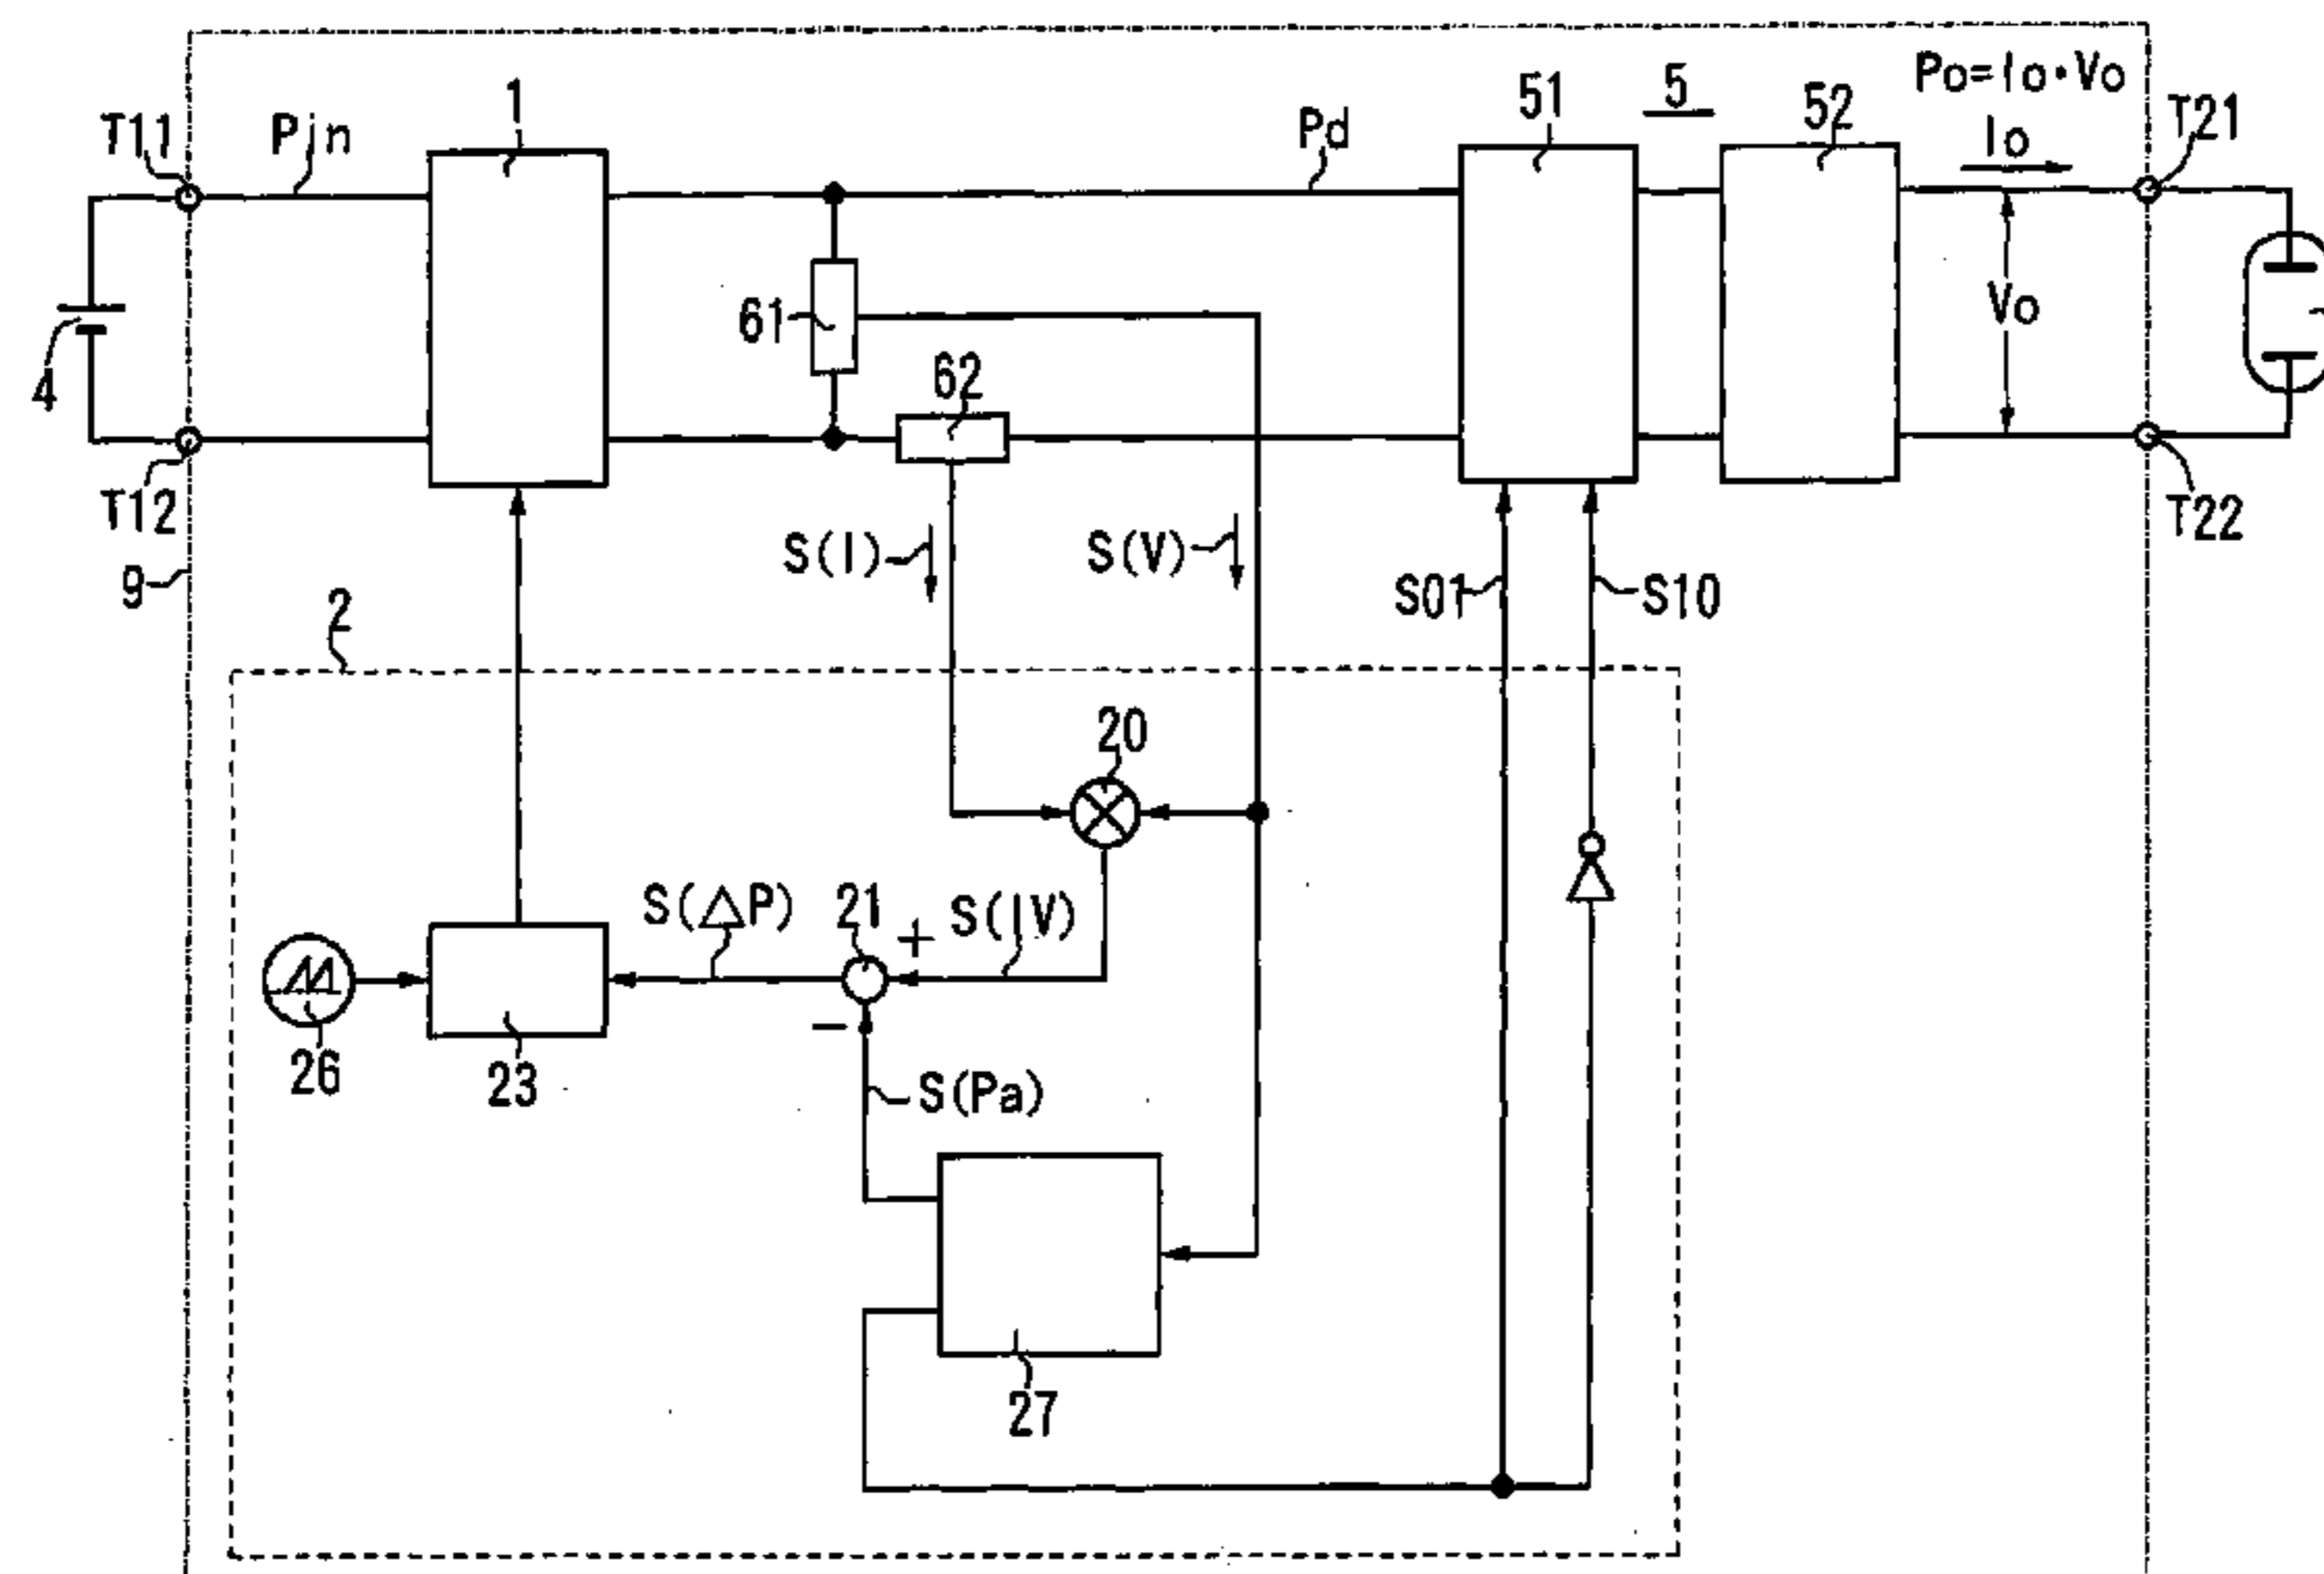 1
51
5
52
Po=Io・Vo
T11
Pin
Pd
Io
T21
61
62
Vo
4
T12
T22
S(I)
S(V)
S01
S10
9
2
20
S(△P)
21
+
S(IV)
−
26
23
S(Pa)
27